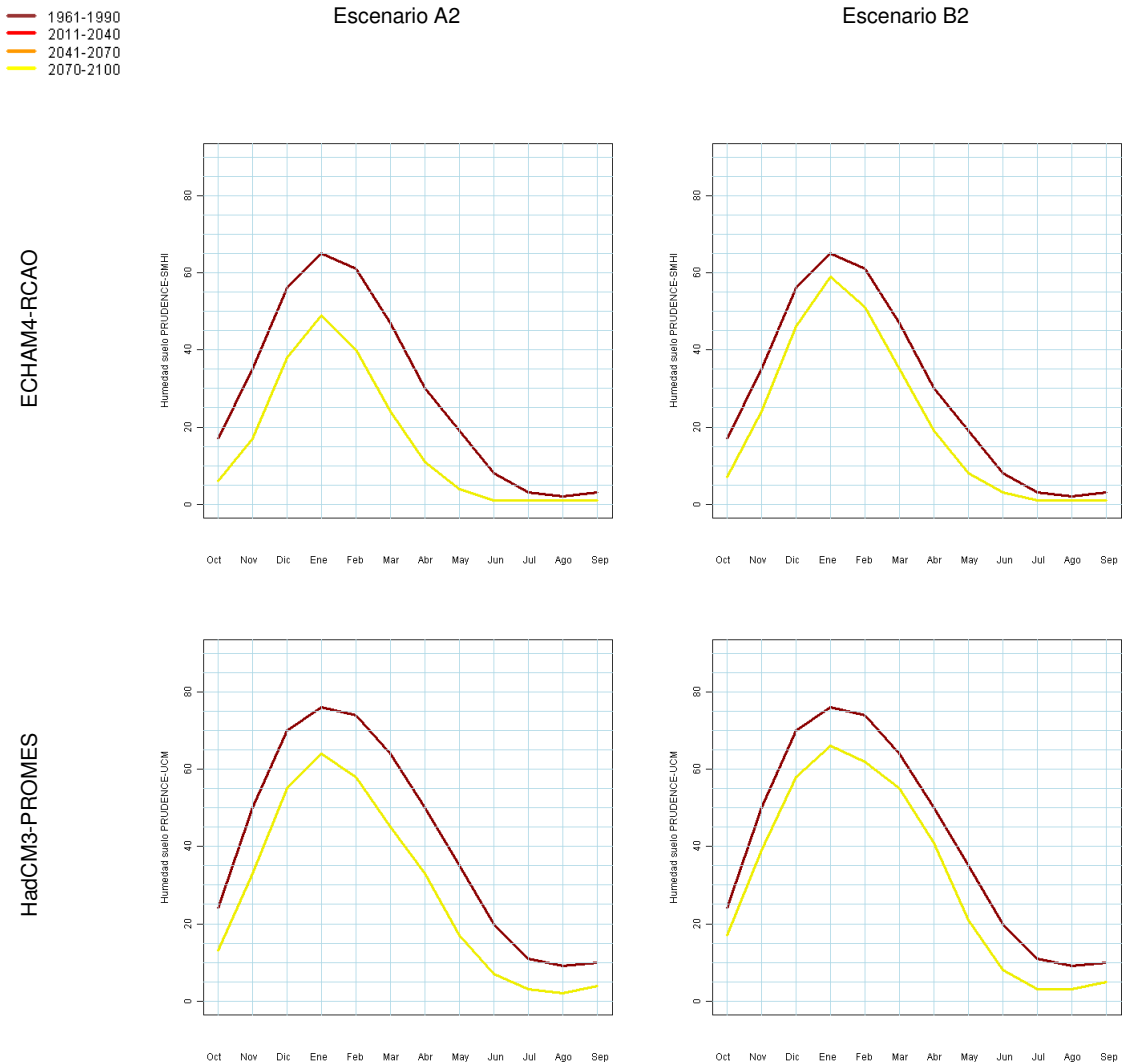 1961-1990
2011-2040
2041-2070
2070-2100
Escenario A2
Escenario B2
ECHAM4-RCAO
Humedad suelo PRUDENCE-SMHI
80
60
40
20
0
Oct Nov Dic Ene Feb Mar Abr May Jun Jul Ago Sep
Humedad suelo PRUDENCE-SMHI
80
60
40
20
0
Oct Nov Dic Ene Feb Mar Abr May Jun Jul Ago Sep
HadCM3-PROMES
Humedad suelo PRUDENCE-UCM
80
60
40
20
0
Oct Nov Dic Ene Feb Mar Abr May Jun Jul Ago Sep
Humedad suelo PRUDENCE-UCM
80
60
40
20
0
Oct Nov Dic Ene Feb Mar Abr May Jun Jul Ago Sep